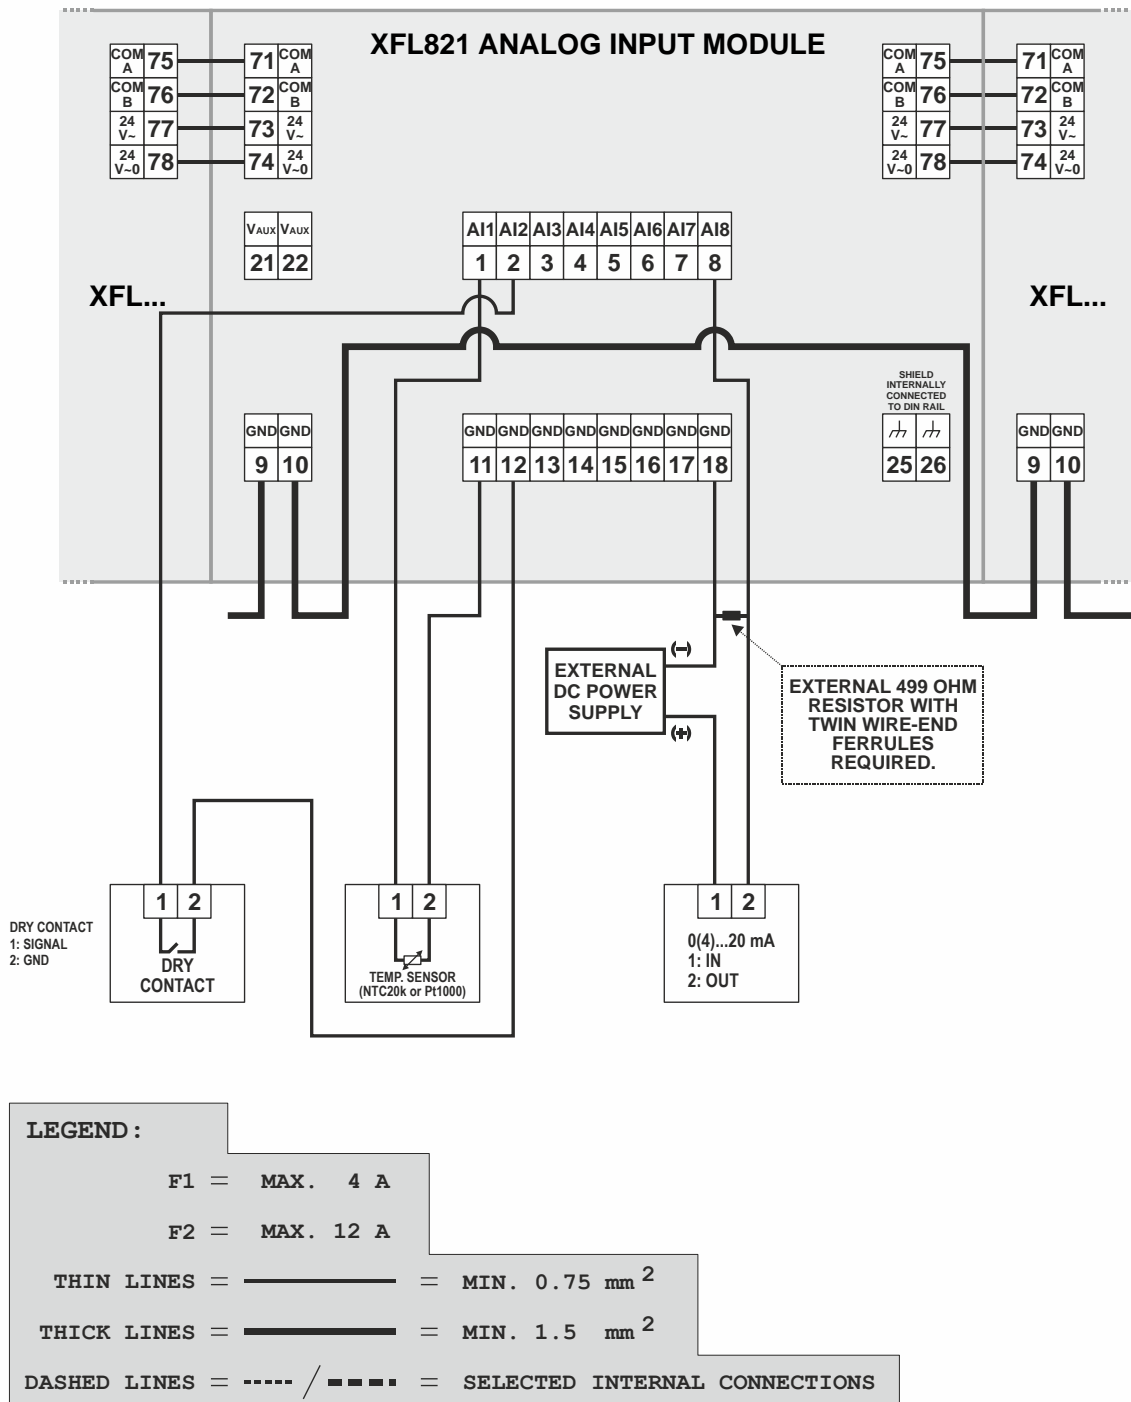 XFL821 ANALOG INPUT MODULE
COM A 75 71 COM A
COM B 76 72 COM B
24 V~ 77 73 24 V~
24 V~0 78 74 24 V~0
COM A 75 71 COM A
COM B 76 72 COM B
24 V~ 77 73 24 V~
24 V~0 78 74 24 V~0
VAUX VAUX
21 22
AI1 AI2 AI3 AI4 AI5 AI6 AI7 AI8
1 2 3 4 5 6 7 8
XFL...
XFL...
SHIELD
INTERNALLY
CONNECTED
TO DIN RAIL
25 26
GND GND
9 10
GND GND GND GND GND GND GND GND
11 12 13 14 15 16 17 18
GND GND
9 10
EXTERNAL
DC POWER
SUPPLY
(–)
(+)
EXTERNAL 499 OHM
RESISTOR WITH
TWIN WIRE-END
FERRULES
REQUIRED.
DRY CONTACT
1: SIGNAL
2: GND
1 2
DRY
CONTACT
1 2
TEMP. SENSOR
(NTC20k or Pt1000)
1 2
0(4)...20 mA
1: IN
2: OUT
LEGEND:
F1 = MAX. 4 A
F2 = MAX. 12 A
THIN LINES = = MIN. 0.75 mm²
THICK LINES = = MIN. 1.5 mm²
DASHED LINES = / = SELECTED INTERNAL CONNECTIONS